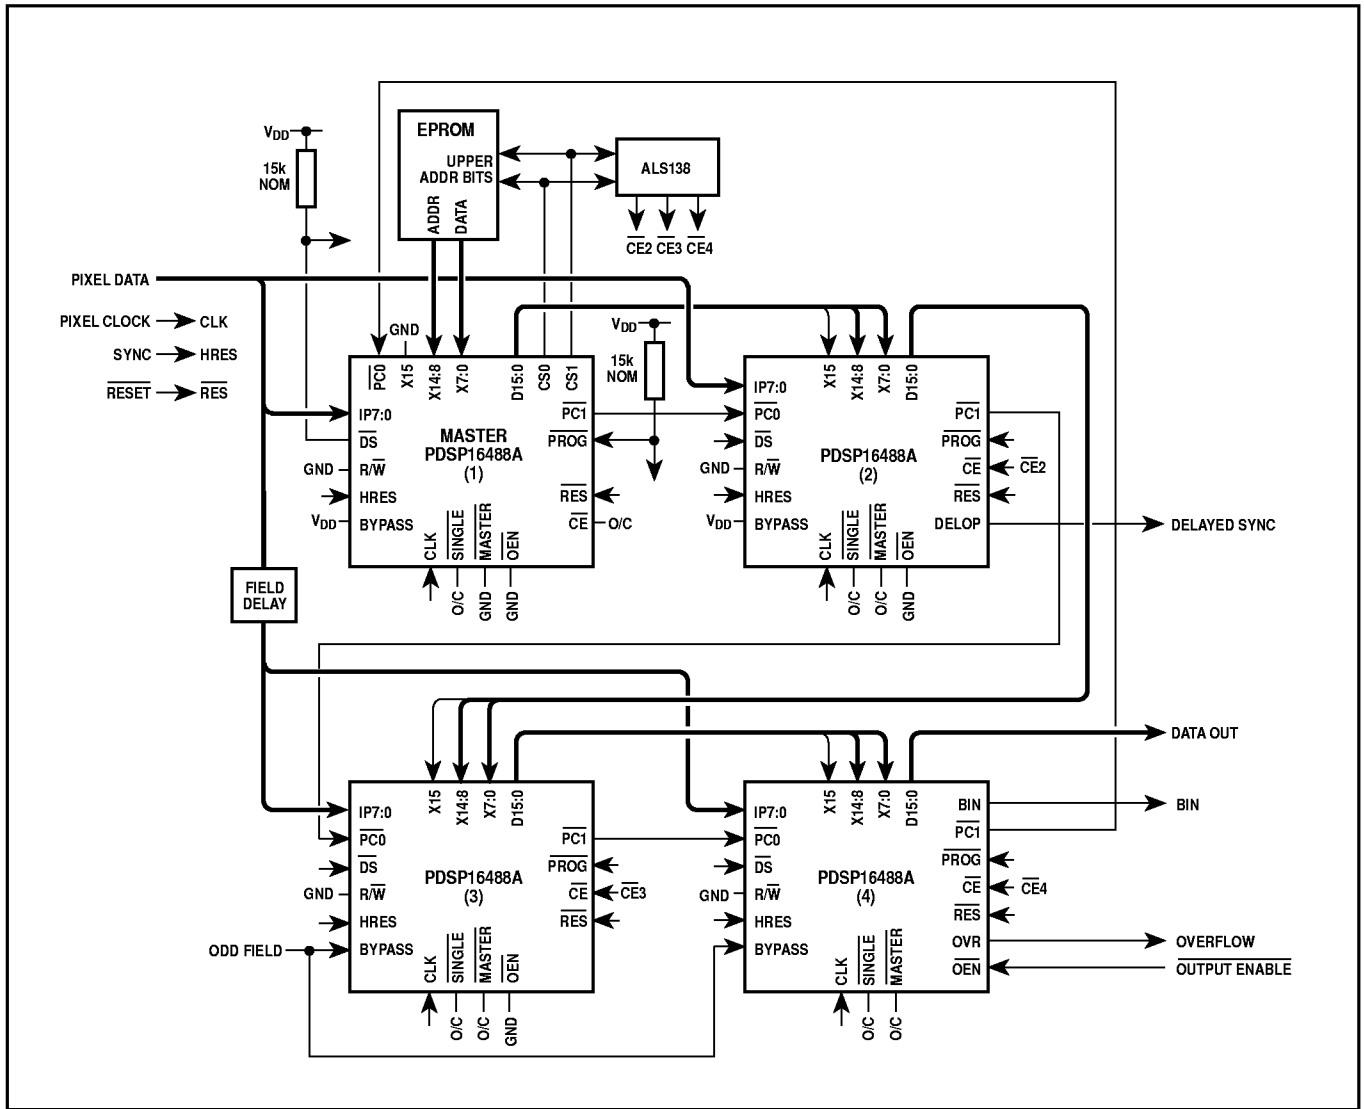 VDD
15k
NOM
EPROM
UPPER
ADDR BITS
ADDR
DATA
ALS138
CE2 CE3 CE4
PIXEL DATA
PIXEL CLOCK CLK
SYNC HRES
RESET RES
GND
VDD
15k
NOM
PC0
X15
X14:8
X7:0
D15:0
CS0
CS1
IP7:0
DS
GND R/W
HRES
VDD BYPASS
MASTER
PDSP16488A
(1)
PC1
PROG
RES
CE O/C
CLK
SINGLE
MASTER
OEN
O/C
GND
GND
X15
X14:8
X7:0
D15:0
IP7:0
PC0
DS
GND R/W
HRES
VDD BYPASS
PDSP16488A
(2)
PC1
PROG
CE CE2
RES
DELOP DELAYED SYNC
CLK
SINGLE
MASTER
OEN
O/C
O/C
GND
FIELD
DELAY
X15
X14:8
X7:0
D15:0
IP7:0
PC0
DS
GND R/W
HRES
ODD FIELD BYPASS
PDSP16488A
(3)
PC1
PROG
CE CE3
RES
CLK
SINGLE
MASTER
OEN
O/C
O/C
GND
X15
X14:8
X7:0
D15:0
DATA OUT
IP7:0
PC0
DS
GND R/W
HRES
BYPASS
PDSP16488A
(4)
BIN BIN
PC1
PROG
CE CE4
RES
OVR OVERFLOW
OEN OUTPUT ENABLE
CLK
SINGLE
MASTER
O/C
O/C